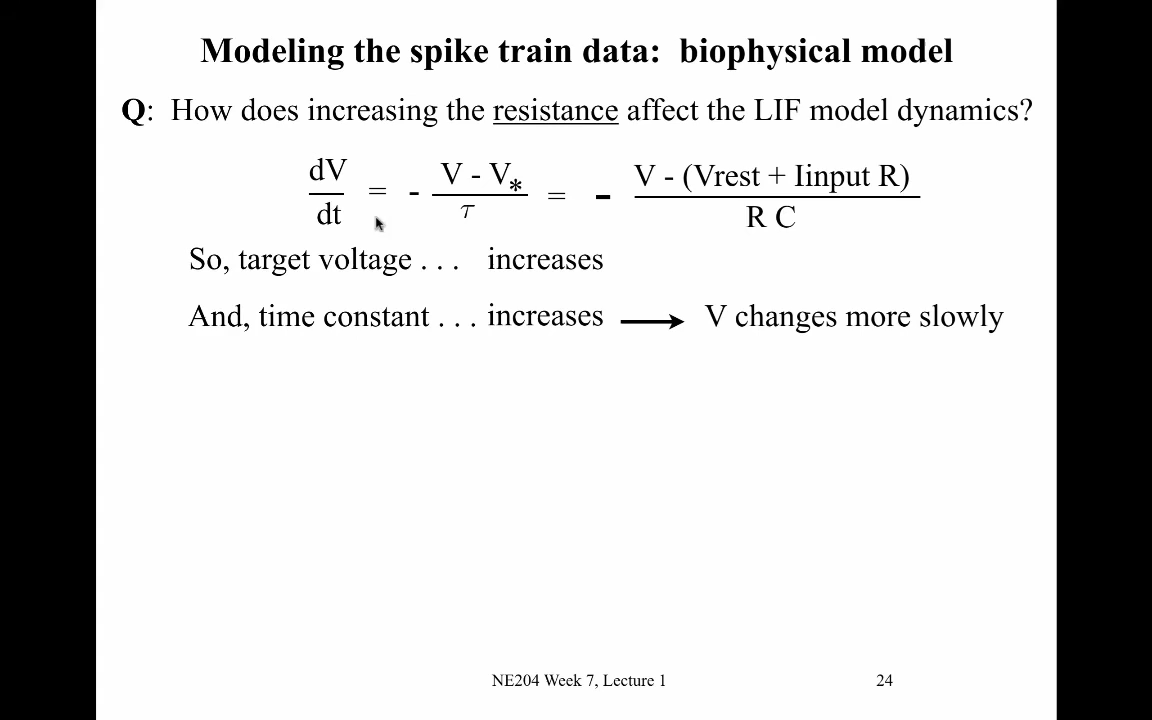 Modeling the spike train data: biophysical model
Q: How does increasing the resistance affect the LIF model dynamics?
dV/dt = - (V - V*)/τ = - (V - (Vrest + Iinput R))/(R C)
So, target voltage . . . increases
And, time constant . . . increases ⟶ V changes more slowly
NE204 Week 7, Lecture 1 24